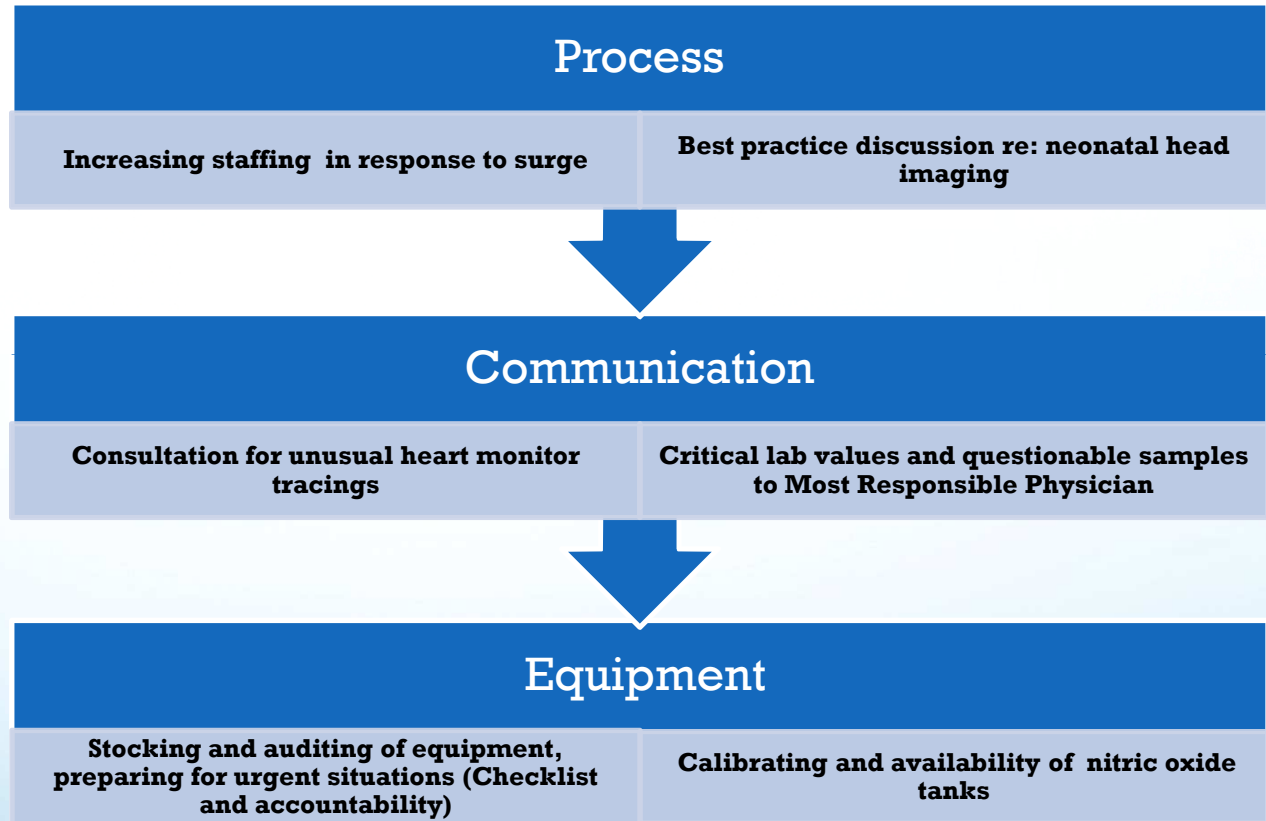 Process
Increasing staffing in response to surge
Best practice discussion re: neonatal head
imaging
Communication
Consultation for unusual heart monitor
tracings
Critical lab values and questionable samples
to Most Responsible Physician
Equipment
Stocking and auditing of equipment,
preparing for urgent situations (Checklist
and accountability)
Calibrating and availability of nitric oxide
tanks